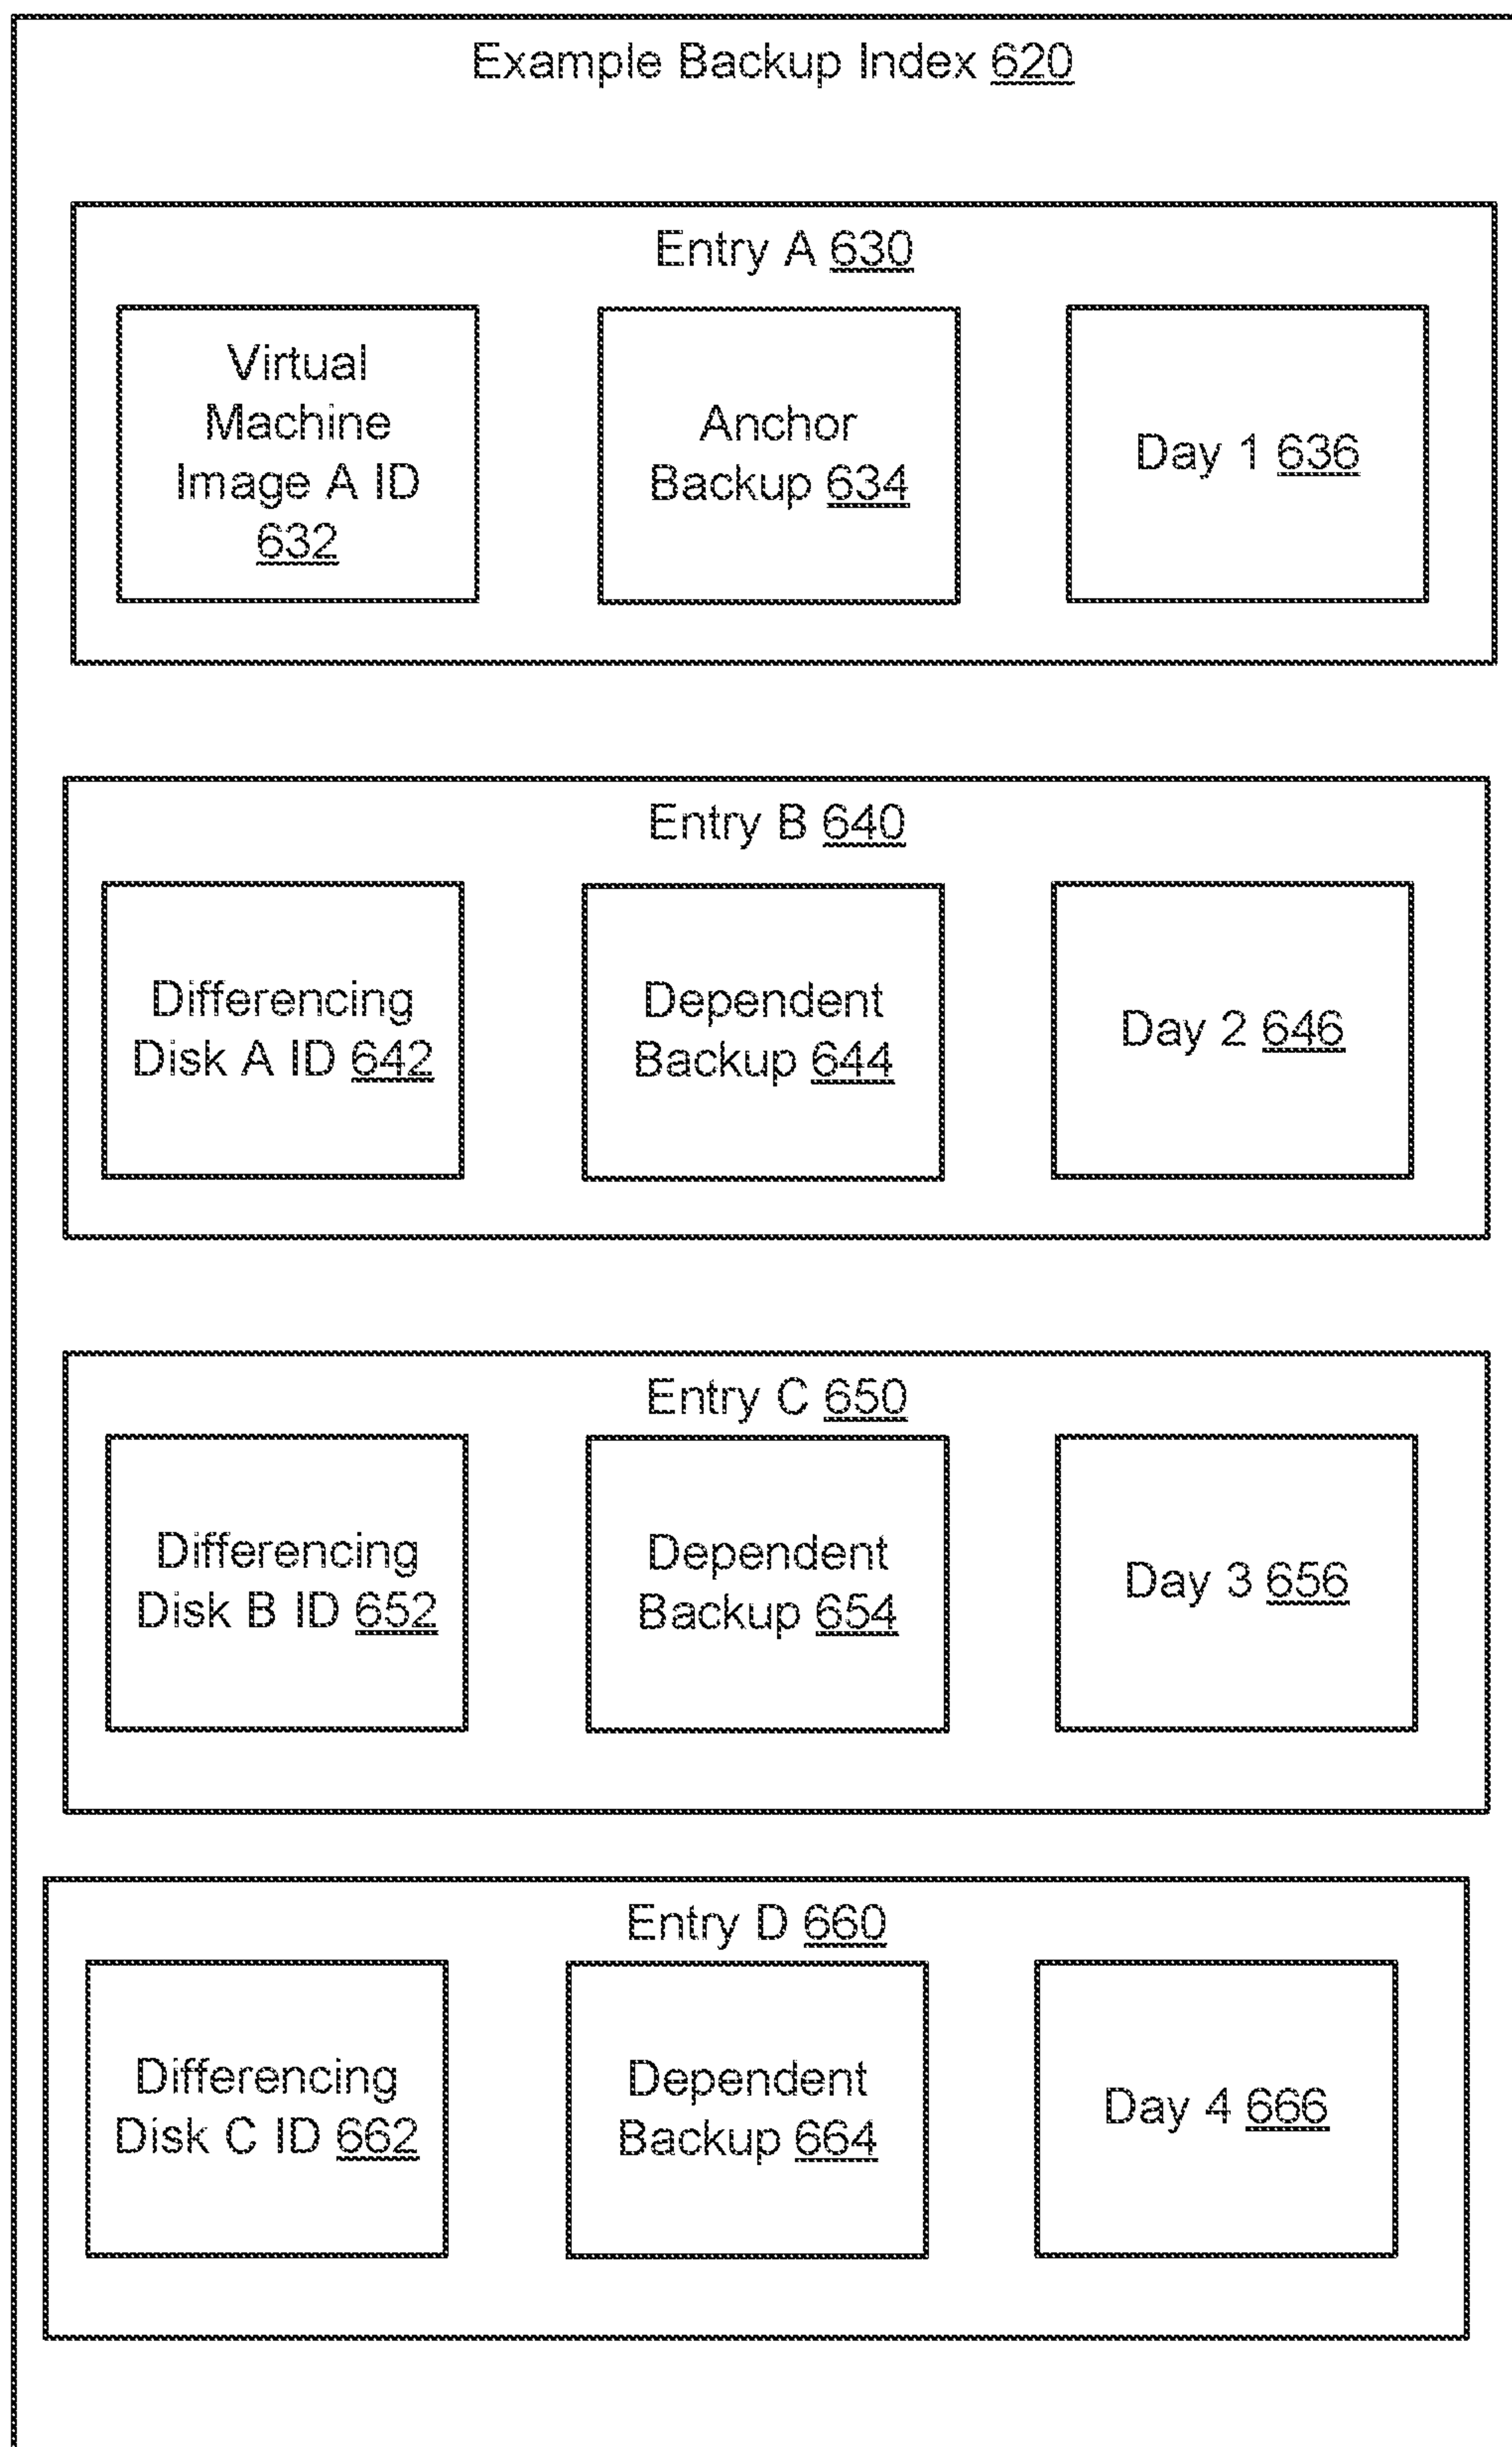 Example Backup Index 620
Entry A 630
Virtual
Machine
Image A ID
632
Anchor
Backup 634
Day 1 636
Entry B 640
Differencing
Disk A ID 642
Dependent
Backup 644
Day 2 646
Entry C 650
Differencing
Disk B ID 652
Dependent
Backup 654
Day 3 656
Entry D 660
Differencing
Disk C ID 662
Dependent
Backup 664
Day 4 666